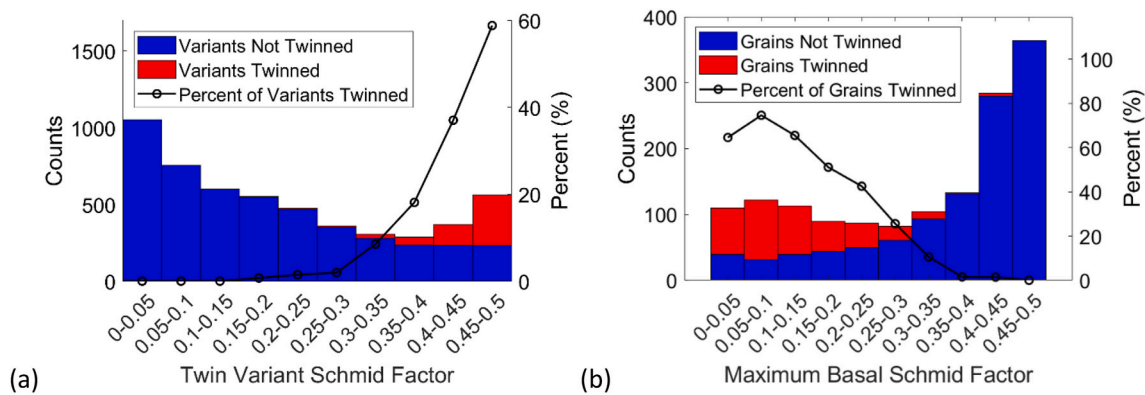 (a)
Counts
1500
1000
500
0
Variants Not Twinned
Variants Twinned
Percent of Variants Twinned
60
40
20
0
Percent (%)
0-0.05
0.05-0.1
0.1-0.15
0.15-0.2
0.2-0.25
0.25-0.3
0.3-0.35
0.35-0.4
0.4-0.45
0.45-0.5
Twin Variant Schmid Factor
(b)
Counts
400
300
200
100
0
Grains Not Twinned
Grains Twinned
Percent of Grains Twinned
100
80
60
40
20
0
Percent (%)
0-0.05
0.05-0.1
0.1-0.15
0.15-0.2
0.2-0.25
0.25-0.3
0.3-0.35
0.35-0.4
0.4-0.45
0.45-0.5
Maximum Basal Schmid Factor